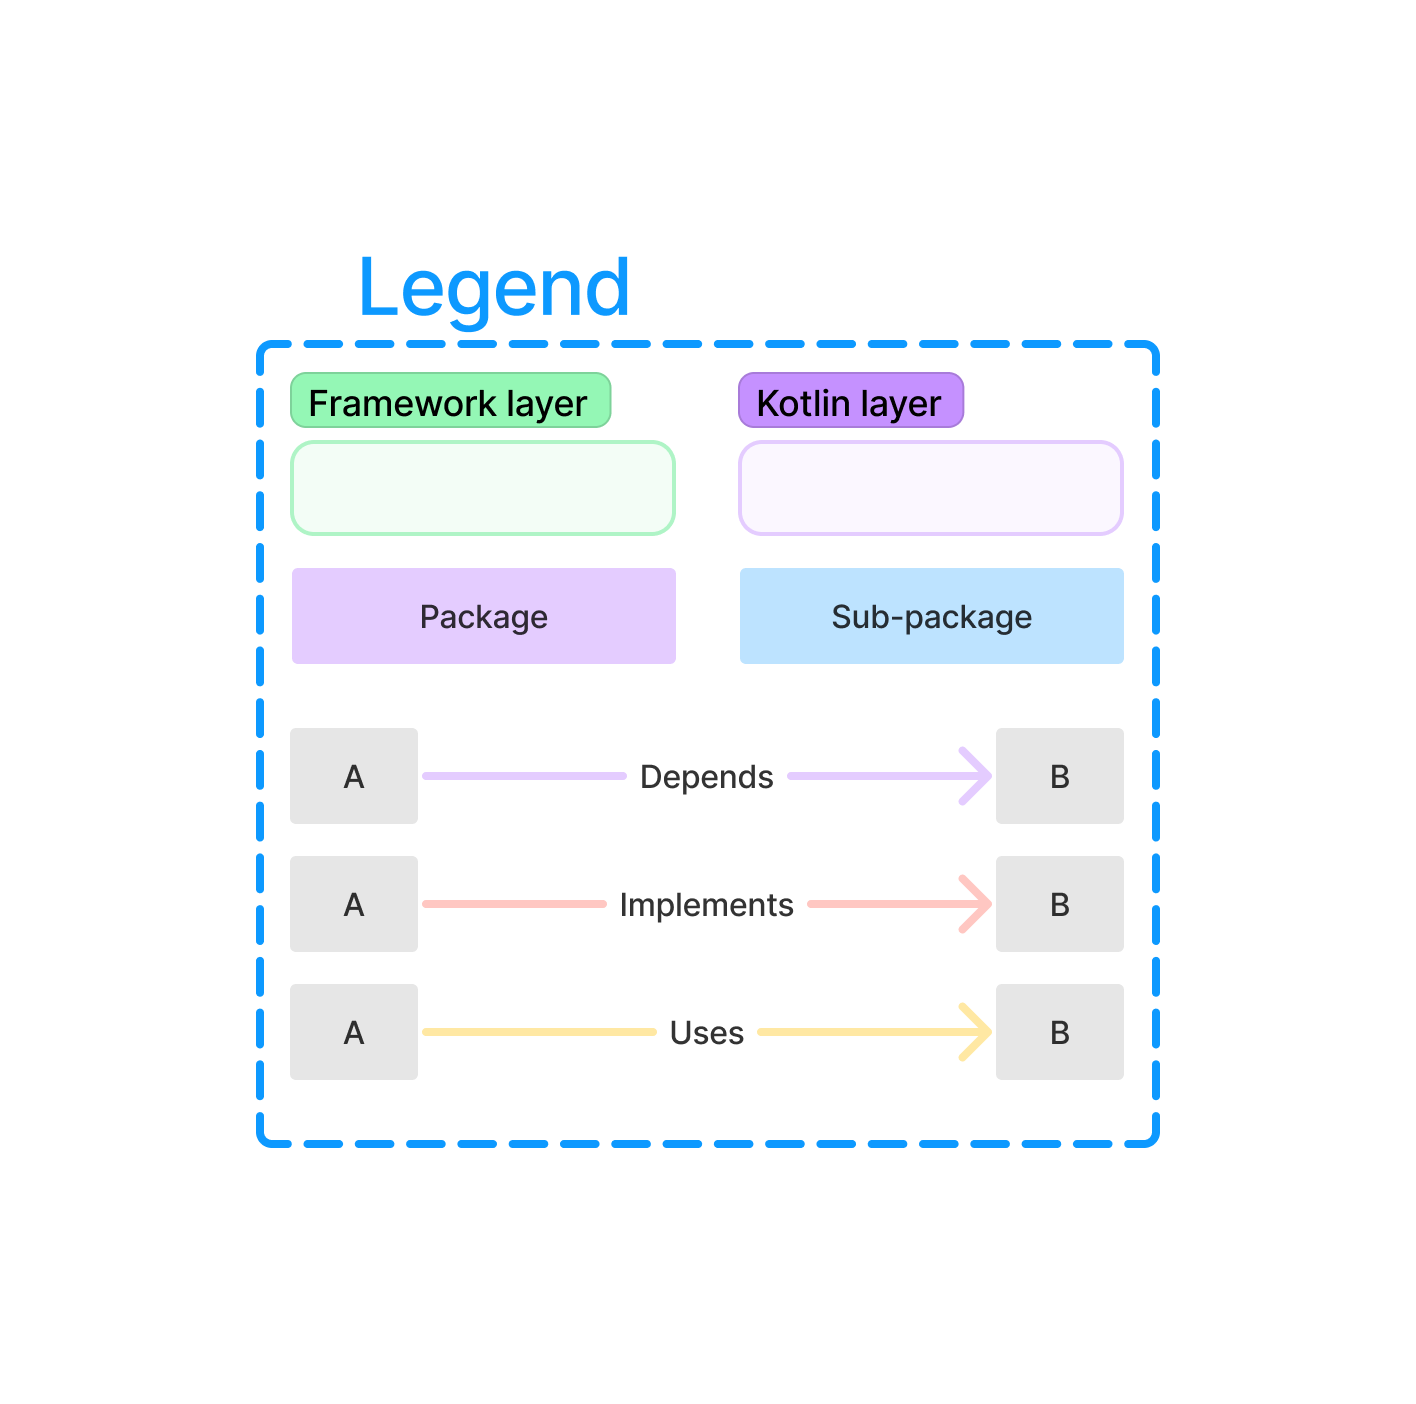 Legend
Framework layer
Kotlin layer
Package
Sub-package
A Depends B
A Implements B
A Uses B